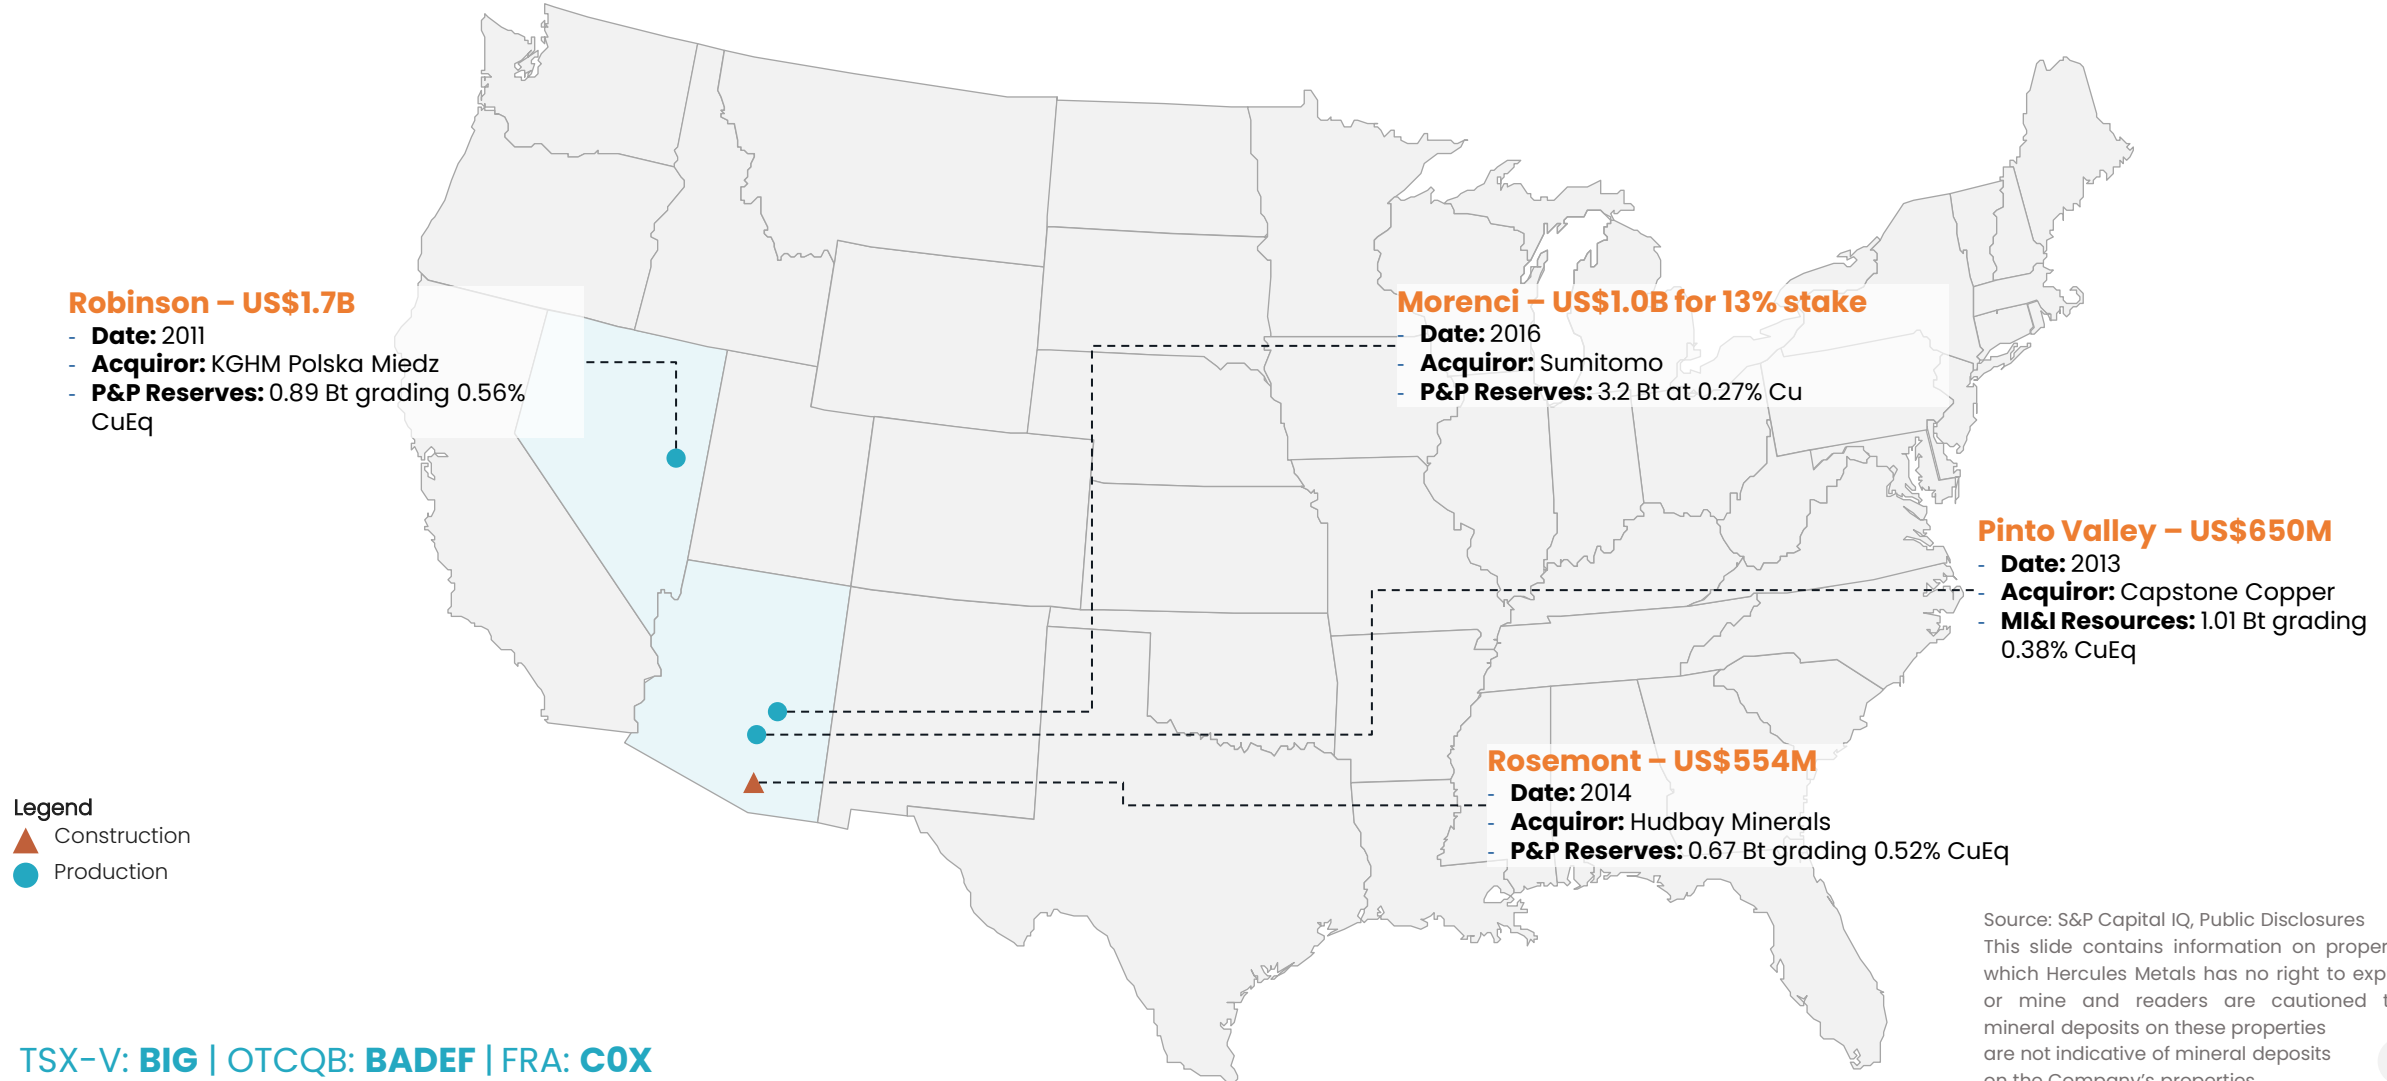 Robinson – US$1.7B
- Date: 2011
- Acquiror: KGHM Polska Miedz
- P&P Reserves: 0.89 Bt grading 0.56%
CuEq
Morenci – US$1.0B for 13% stake
- Date: 2016
- Acquiror: Sumitomo
- P&P Reserves: 3.2 Bt at 0.27% Cu
Pinto Valley – US$650M
- Date: 2013
- Acquiror: Capstone Copper
- MI&I Resources: 1.01 Bt grading
0.38% CuEq
Rosemont – US$554M
- Date: 2014
- Acquiror: Hudbay Minerals
- P&P Reserves: 0.67 Bt grading 0.52% CuEq
Legend
Construction
Production
Source: S&P Capital IQ, Public Disclosures
This slide contains information on proper
which Hercules Metals has no right to exp
or mine and readers are cautioned t
mineral deposits on these properties
are not indicative of mineral deposits
on the Company's properties
TSX-V: BIG | OTCQB: BADEF | FRA: C0X